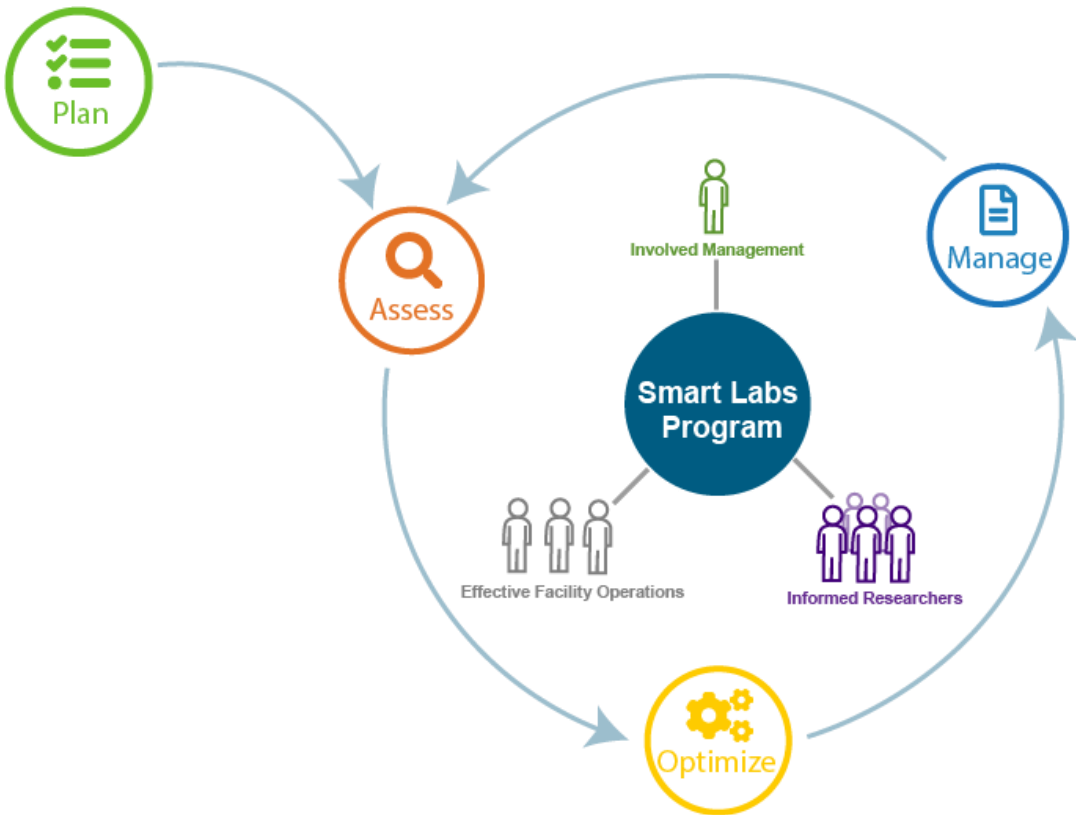 Plan
Involved Management
Manage
Assess
Smart Labs
Program
Effective Facility Operations
Informed Researchers
Optimize